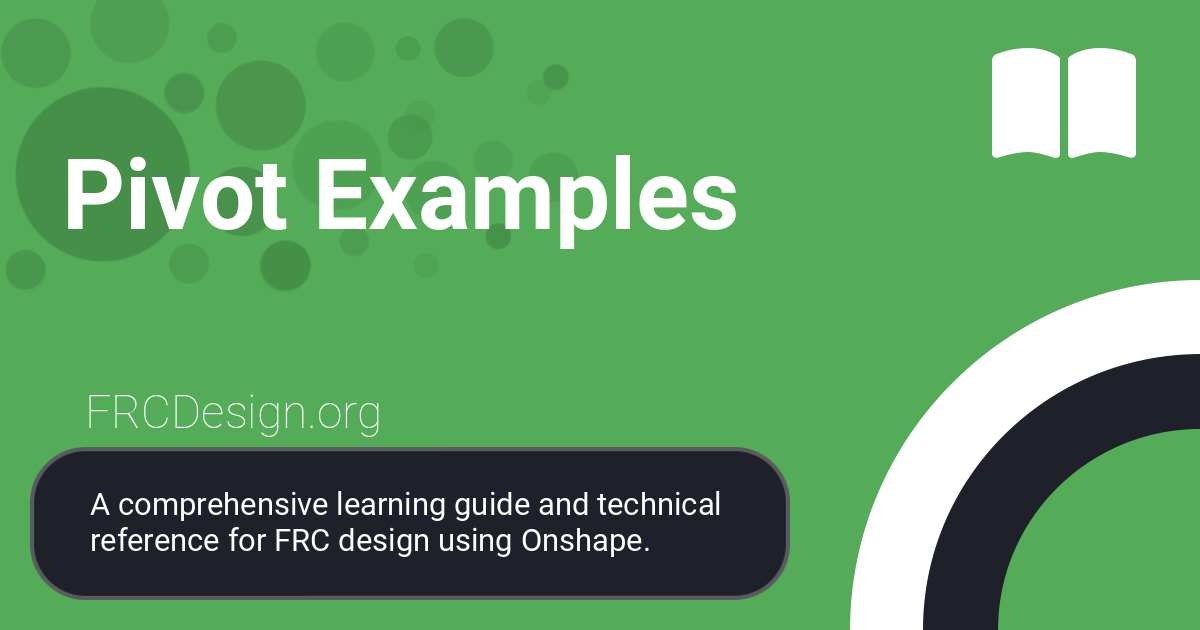 Pivot Examples
FRCDesign.org
A comprehensive learning guide and technical
reference for FRC design using Onshape.